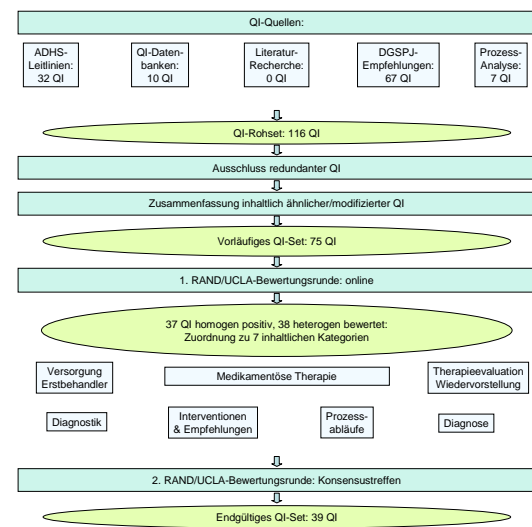 QI-Quellen:
ADHS-
Leitlinien:
32 QI
QI-Daten-
banken:
10 QI
Literatur-
Recherche:
0 QI
DGSPJ-
Empfehlungen:
67 QI
Prozess-
Analyse:
7 QI
QI-Rohset: 116 QI
Ausschluss redundanter QI
Zusammenfassung inhaltlich ähnlicher/modifizierter QI
Vorläufiges QI-Set: 75 QI
1. RAND/UCLA-Bewertungsrunde: online
37 QI homogen positiv, 38 heterogen bewertet:
Zuordnung zu 7 inhaltlichen Kategorien
Versorgung
Erstbehandler
Medikamentöse Therapie
Therapieevaluation
Wiedervorstellung
Diagnostik
Interventionen
& Empfehlungen
Prozess-
abläufe
Diagnose
2. RAND/UCLA-Bewertungsrunde: Konsensustreffen
Endgültiges QI-Set: 39 QI